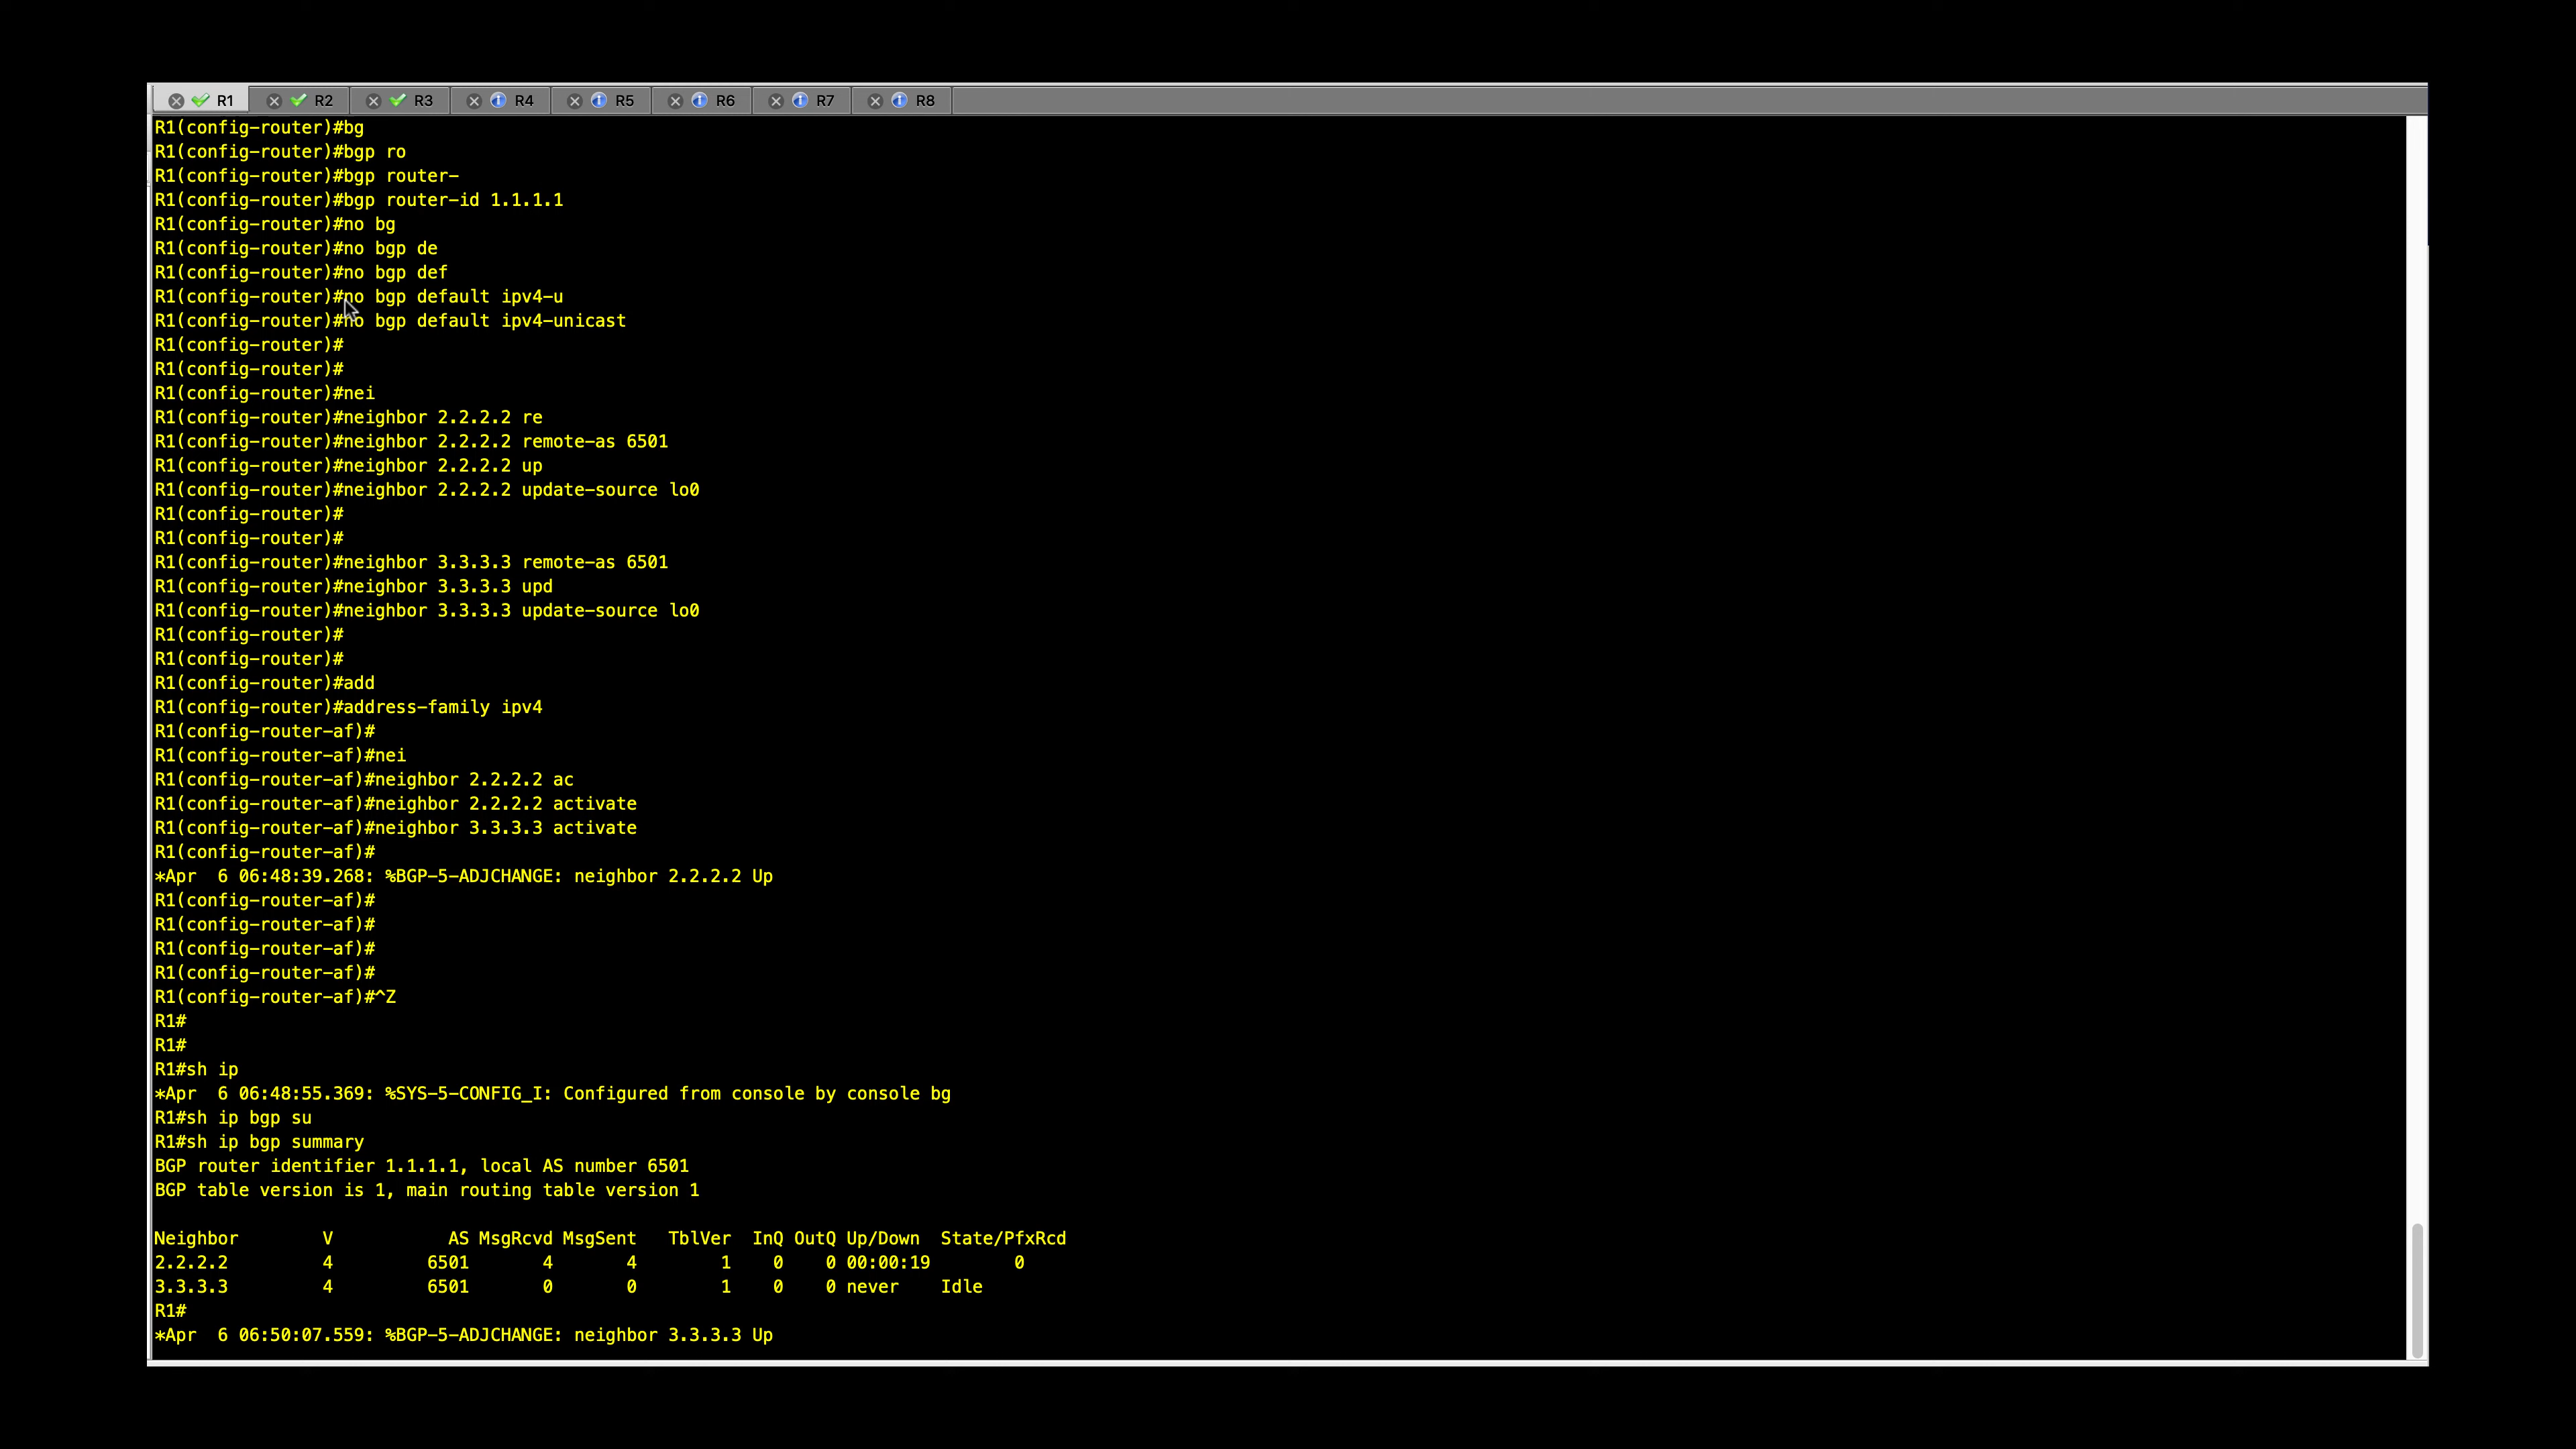 R1 R2 R3 R4 R5 R6 R7 R8
R1(config-router)#bg
R1(config-router)#bgp ro
R1(config-router)#bgp router-
R1(config-router)#bgp router-id 1.1.1.1
R1(config-router)#no bg
R1(config-router)#no bgp de
R1(config-router)#no bgp def
R1(config-router)#no bgp default ipv4-u
R1(config-router)#no bgp default ipv4-unicast
R1(config-router)#
R1(config-router)#
R1(config-router)#nei
R1(config-router)#neighbor 2.2.2.2 re
R1(config-router)#neighbor 2.2.2.2 remote-as 6501
R1(config-router)#neighbor 2.2.2.2 up
R1(config-router)#neighbor 2.2.2.2 update-source lo0
R1(config-router)#
R1(config-router)#
R1(config-router)#neighbor 3.3.3.3 remote-as 6501
R1(config-router)#neighbor 3.3.3.3 upd
R1(config-router)#neighbor 3.3.3.3 update-source lo0
R1(config-router)#
R1(config-router)#
R1(config-router)#add
R1(config-router)#address-family ipv4
R1(config-router-af)#
R1(config-router-af)#nei
R1(config-router-af)#neighbor 2.2.2.2 ac
R1(config-router-af)#neighbor 2.2.2.2 activate
R1(config-router-af)#neighbor 3.3.3.3 activate
R1(config-router-af)#
*Apr  6 06:48:39.268: %BGP-5-ADJCHANGE: neighbor 2.2.2.2 Up
R1(config-router-af)#
R1(config-router-af)#
R1(config-router-af)#
R1(config-router-af)#
R1(config-router-af)#^Z
R1#
R1#
R1#sh ip
*Apr  6 06:48:55.369: %SYS-5-CONFIG_I: Configured from console by console bg
R1#sh ip bgp su
R1#sh ip bgp summary
BGP router identifier 1.1.1.1, local AS number 6501
BGP table version is 1, main routing table version 1
Neighbor        V           AS MsgRcvd MsgSent   TblVer  InQ OutQ Up/Down  State/PfxRcd
2.2.2.2         4         6501       4       4        1    0    0 00:00:19        0
3.3.3.3         4         6501       0       0        1    0    0 never    Idle
R1#
*Apr  6 06:50:07.559: %BGP-5-ADJCHANGE: neighbor 3.3.3.3 Up